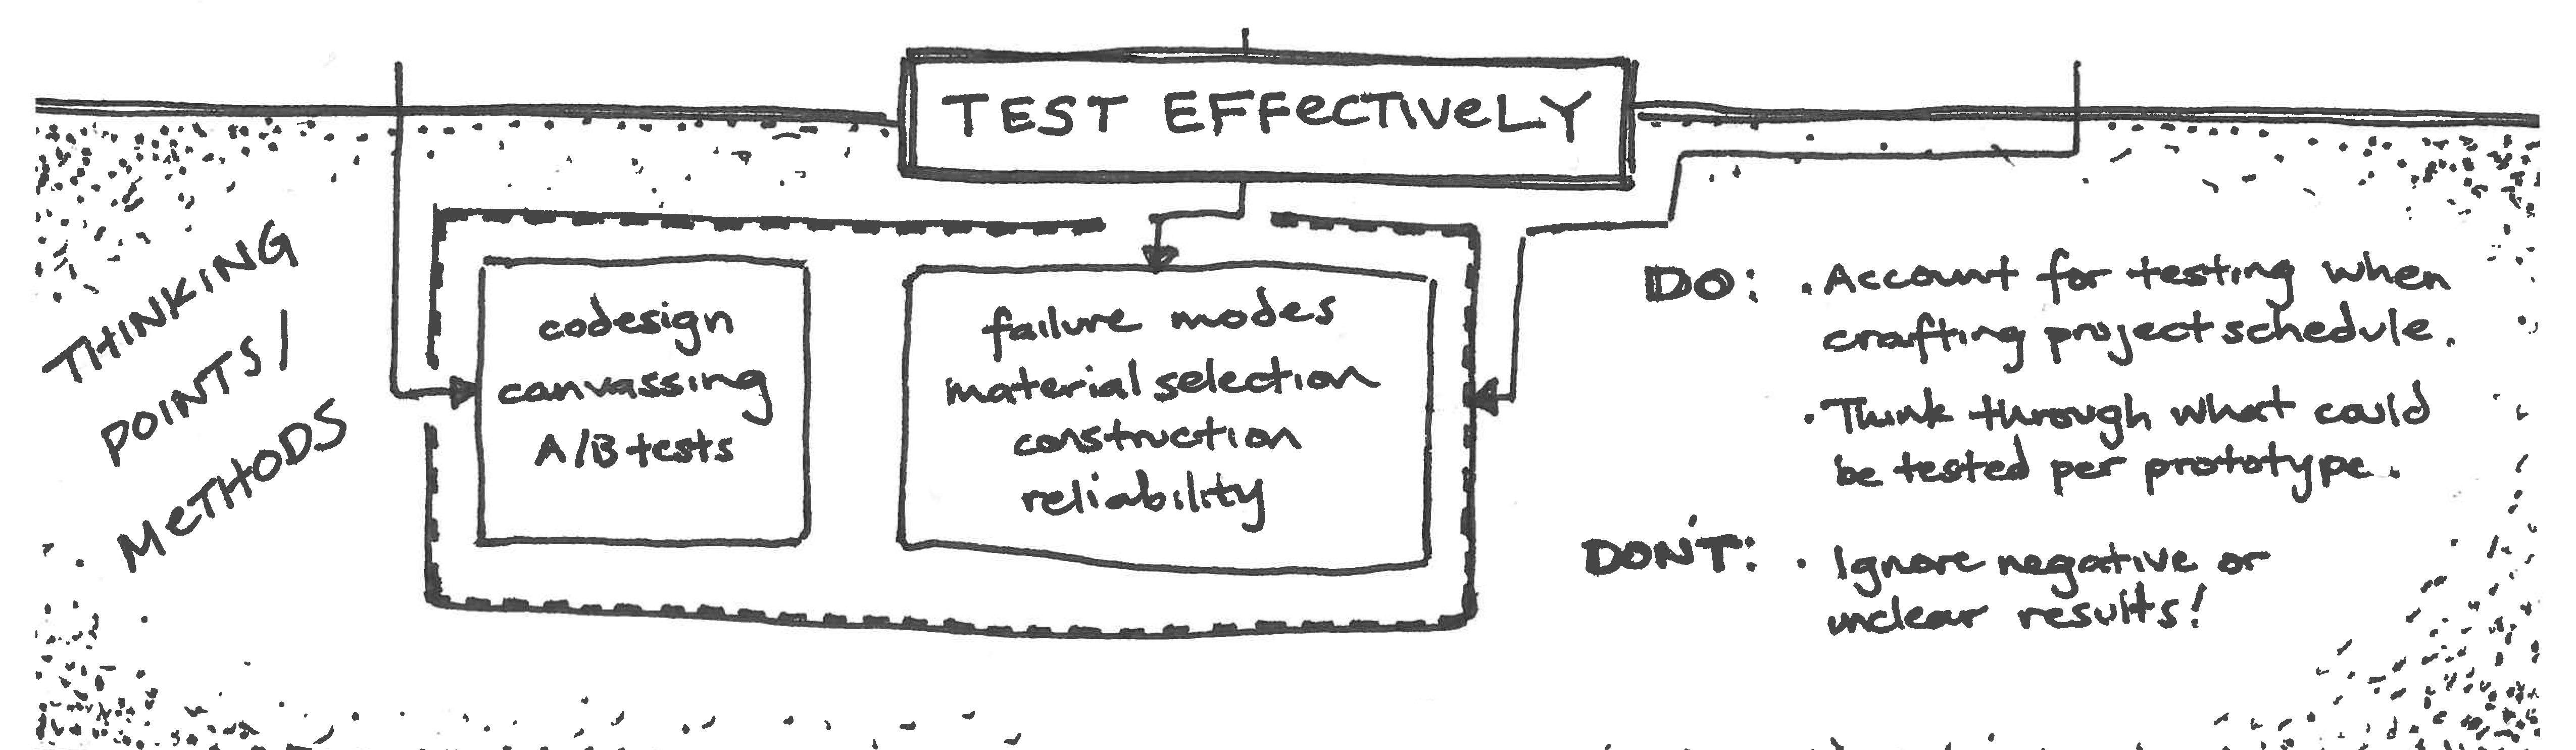 TEST EFFECTIVELY
THINKING
POINTS/
METHODS
codesign
canvassing
A/B tests
failure modes
material selection
construction
reliability
DO: • Account for testing when
crafting project schedule.
• Think through what could
be tested per prototype.
DON'T: • Ignore negative or
unclear results!